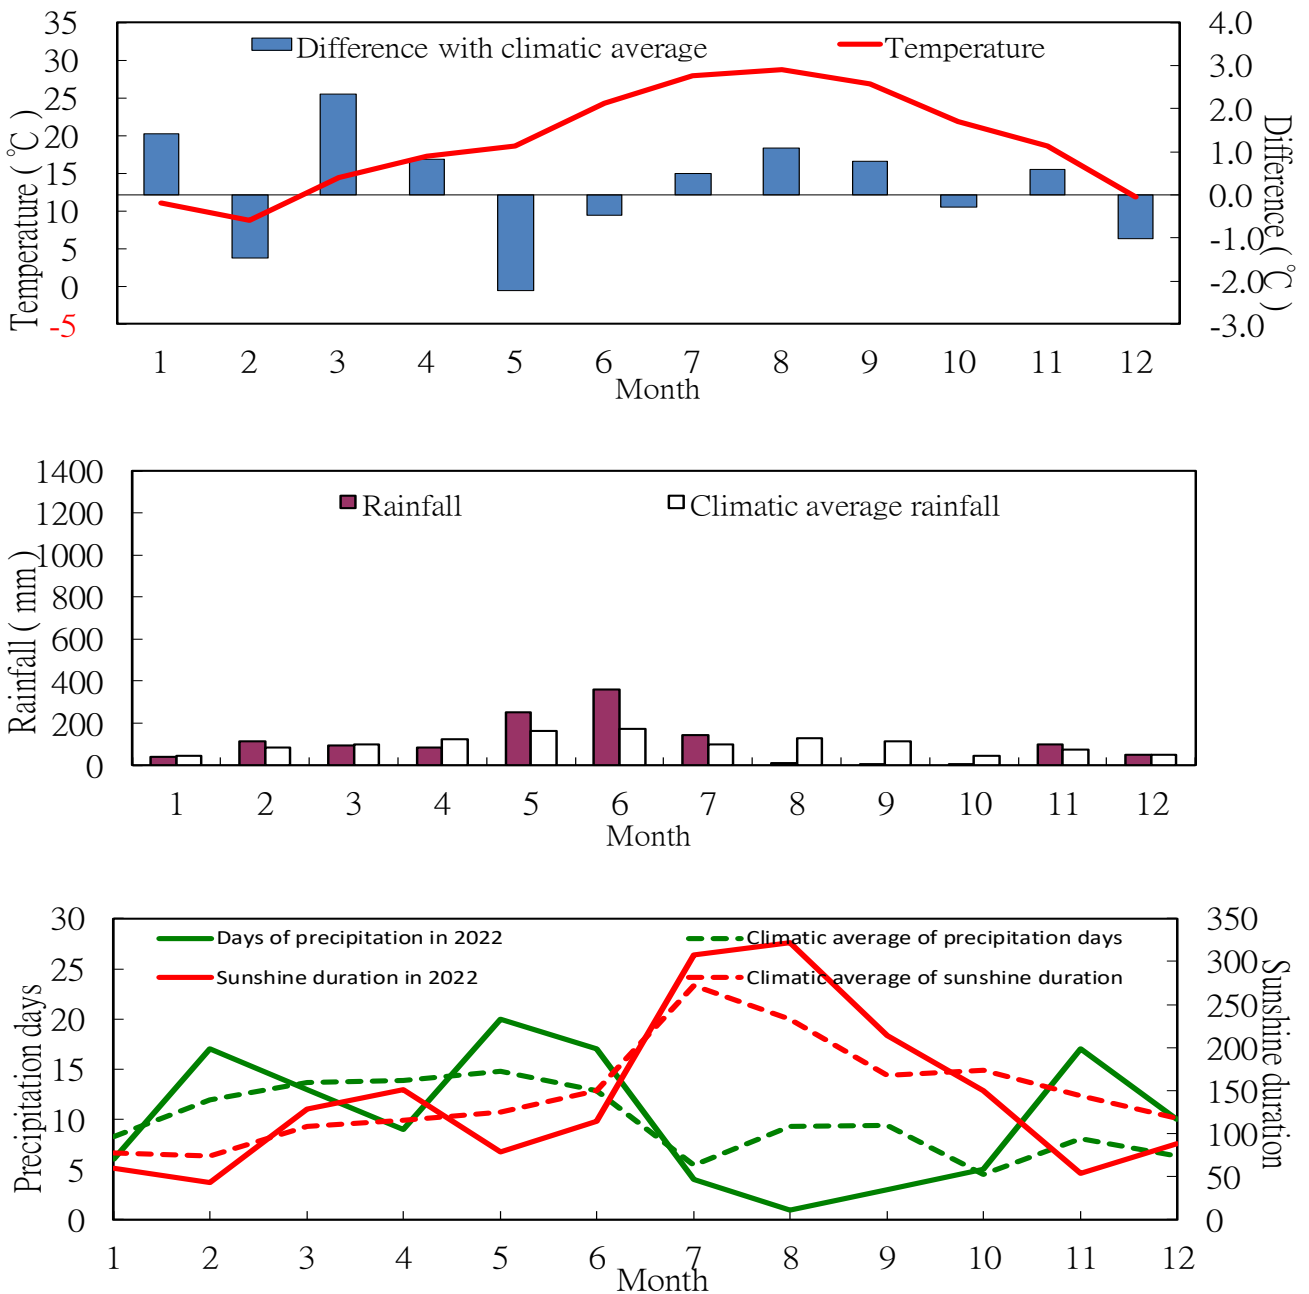 Difference with climatic average Temperature
Temperature ( ℃ )
35
30
25
20
15
10
5
0
-5
4.0
3.0
2.0
1.0
0.0
-1.0
-2.0
-3.0
Difference ( ℃ )
1 2 3 4 5 6 7 8 9 10 11 12
Month
Rainfall Climatic average rainfall
Rainfall ( mm )
1400
1200
1000
800
600
400
200
0
1 2 3 4 5 6 7 8 9 10 11 12
Month
Days of precipitation in 2022 Climatic average of precipitation days
Sunshine duration in 2022 Climatic average of sunshine duration
Precipitation days
30
25
20
15
10
5
0
350
300
250
200
150
100
50
0
Sunshine duration
1 2 3 4 5 6 7 8 9 10 11 12
Month